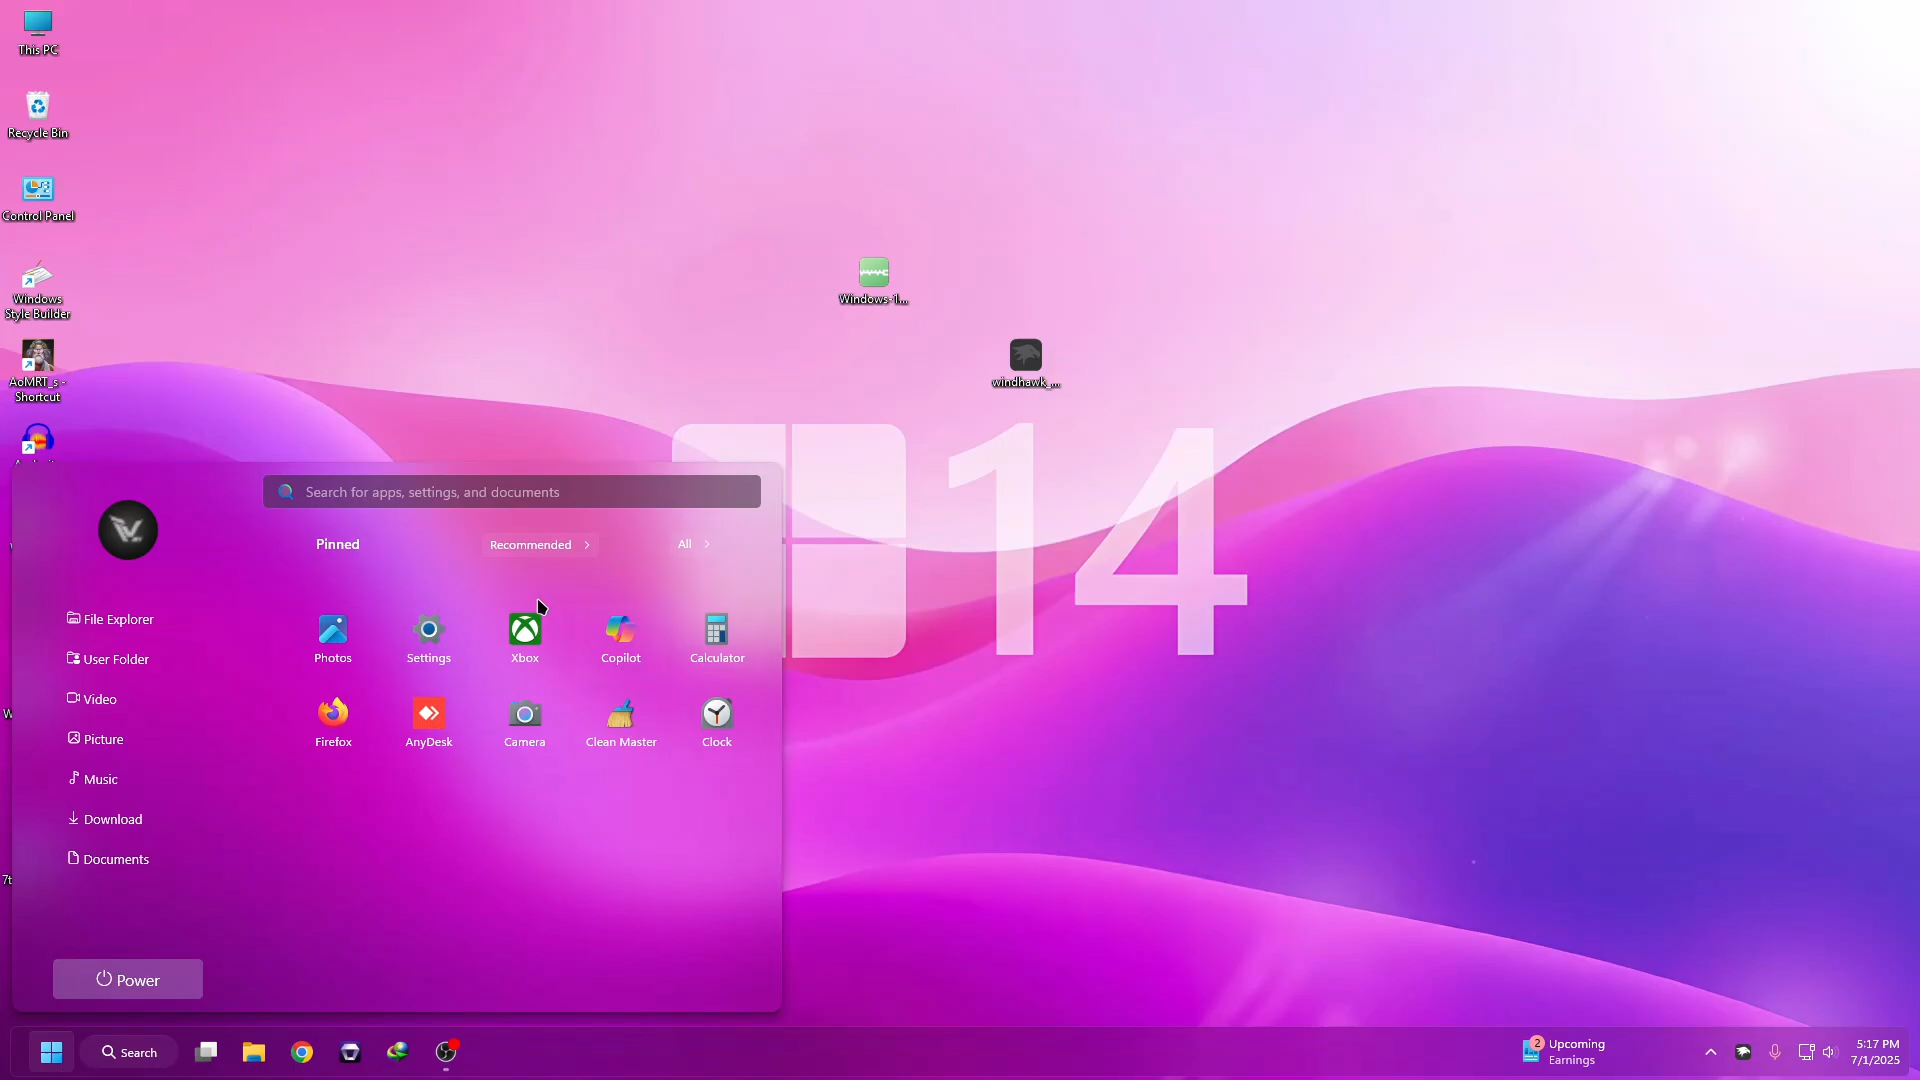 This PC
Recycle Bin
Control Panel
Windows
Style Builder
AoMRT_s -
Shortcut
Windows-1...
windhawk_...
14
Search for apps, settings, and documents
Pinned
Recommended
All
File Explorer
User Folder
Video
Picture
Music
Download
Documents
Photos
Settings
Xbox
Copilot
Calculator
Firefox
AnyDesk
Camera
Clean Master
Clock
Power
Search
2
Upcoming
Earnings
5:17 PM
7/1/2025